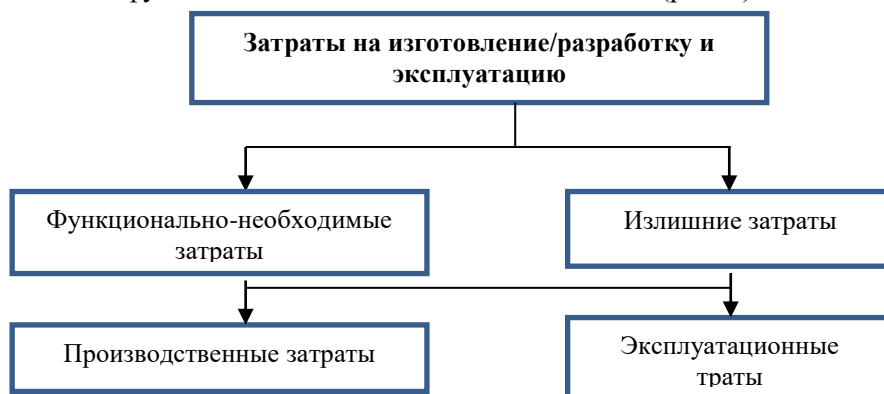 Затраты на изготовление/разработку и
эксплуатацию
Функционально-необходимые
затраты
Излишние затраты
Производственные затраты
Эксплуатационные
траты